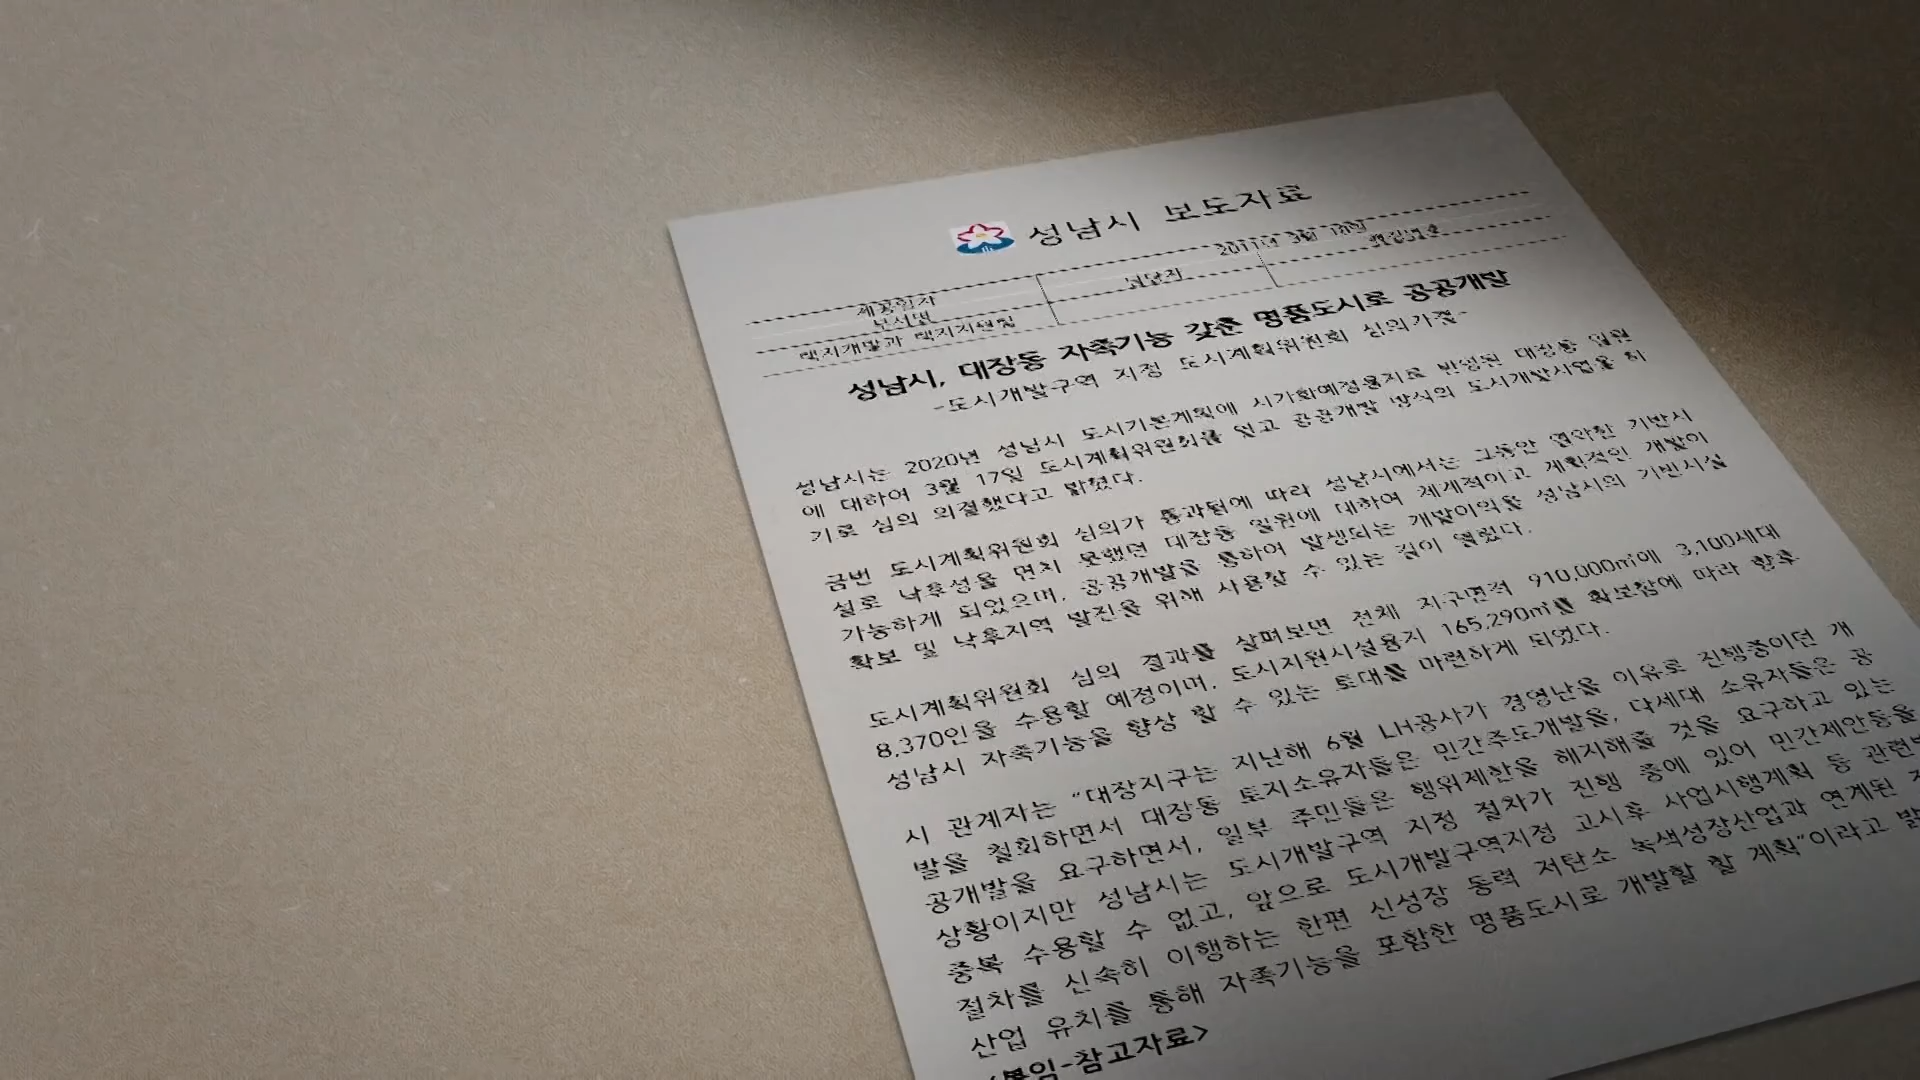 성남시 보도자료
2011년 3월 18일
제공일자
담당자
행정번호
부서명
택지개발과 택지지원팀
성남시, 대장동 자족기능 갖춘 명품도시로 공공개발
-도시개발구역 지정 도시계획위원회 심의가결-
성남시는 2020년 성남시 도시기본계획에 시가화예정용지로 반영된 대장동 일원
에 대하여 3월 17일 도시계획위원회를 열고 공공개발 방식의 도시개발사업을 하
기로 심의 의결했다고 밝혔다.
금번 도시계획위원회 심의가 통과됨에 따라 성남시에서는 그동안 열악한 기반시
설로 낙후성을 면치 못했던 대장동 일원에 대하여 체계적이고 계획적인 개발이
가능하게 되었으며, 공공개발을 통하여 발생되는 개발이익을 성남시의 기반시설
확보 및 낙후지역 발전을 위해 사용할 수 있는 길이 열렸다.
도시계획위원회 심의 결과를 살펴보면 전체 지구면적 910,000㎡에 3,100세대
8,370인을 수용할 예정이며, 도시지원시설용지 165,290㎡를 확보함에 따라 향후
성남시 자족기능을 향상 할 수 있는 토대를 마련하게 되었다.
시 관계자는 "대장지구는 지난해 6월 LH공사가 경영난을 이유로 진행중이던 개
발을 철회하면서 대장동 토지소유자들은 민간주도개발을, 다세대 소유자들은 공
공개발을 요구하면서, 일부 주민들은 행위제한을 해지해줄 것을 요구하고 있는
상황이지만 성남시는 도시개발구역 지정 절차가 진행 중에 있어 민간제안등을
중복 수용할 수 없고, 앞으로 도시개발구역지정 고시후 사업시행계획 등 관련
절차를 신속히 이행하는 한편 신성장 동력 저탄소 녹색성장산업과 연계된
산업 유치를 통해 자족기능을 포함한 명품도시로 개발할 할 계획"이라고
<붙임-참고자료>